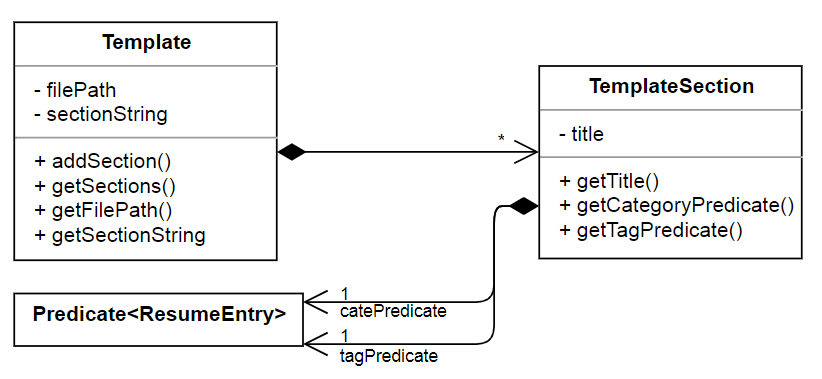 Template
- filePath
- sectionString
+ addSection()
+ getSections()
+ getFilePath()
+ getSectionString
*
TemplateSection
- title
+ getTitle()
+ getCategoryPredicate()
+ getTagPredicate()
Predicate<ResumeEntry>
1
catePredicate
1
tagPredicate